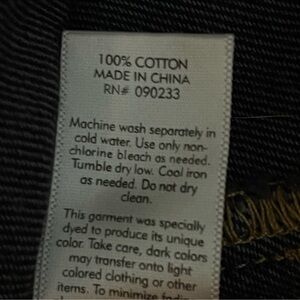 100% COTTON
MADE IN CHINA
RN# 090233
Machine wash separately in
cold water. Use only non-
chlorine bleach as needed.
Tumble dry low. Cool iron
as needed. Do not dry
clean.
This garment was specially
dyed to produce its unique
color. Take care, dark colors
may transfer onto light
colored clothing or other
items. To minimize